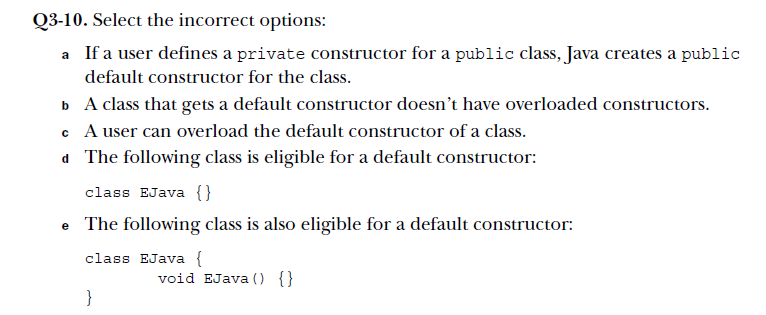 Q3-10. Select the incorrect options:
a If a user defines a private constructor for a public class, Java creates a public
default constructor for the class.
b A class that gets a default constructor doesn't have overloaded constructors.
c A user can overload the default constructor of a class.
d The following class is eligible for a default constructor:
class EJava {}
e The following class is also eligible for a default constructor:
class EJava {
void EJava() {}
}